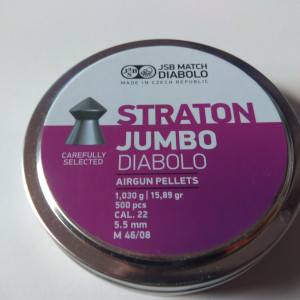 JSB MATCH
DIABOLO
MADE IN CZECH REPUBLIC
STRATON
JUMBO
DIABOLO
CAREFULLY
SELECTED
AIRGUN PELLETS
1,030 g | 15,89 gr
500 pcs
CAL. 22
5.5 mm
M 46/08